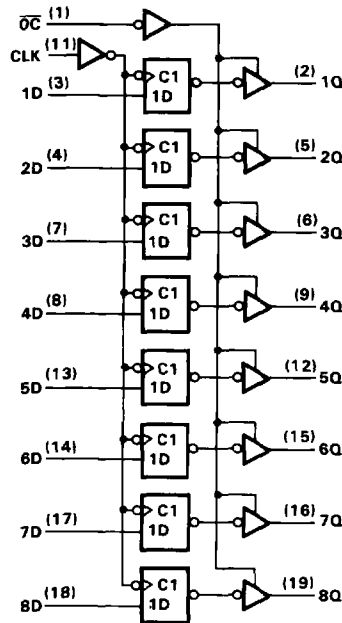 OC (1)
CLK (11)
C1
1D (3) 1D (2) 1Q
C1
2D (4) 1D (5) 2Q
C1
3D (7) 1D (6) 3Q
C1
4D (8) 1D (9) 4Q
C1
5D (13) 1D (12) 5Q
C1
6D (14) 1D (15) 6Q
C1
7D (17) 1D (16) 7Q
C1
8D (18) 1D (19) 8Q